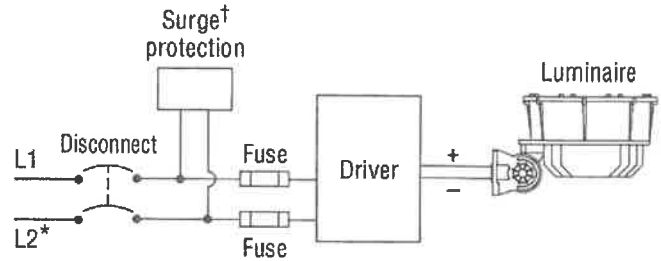 Surge†
protection
Luminaire
Disconnect
L1
Fuse
Driver
+
−
L2*
Fuse